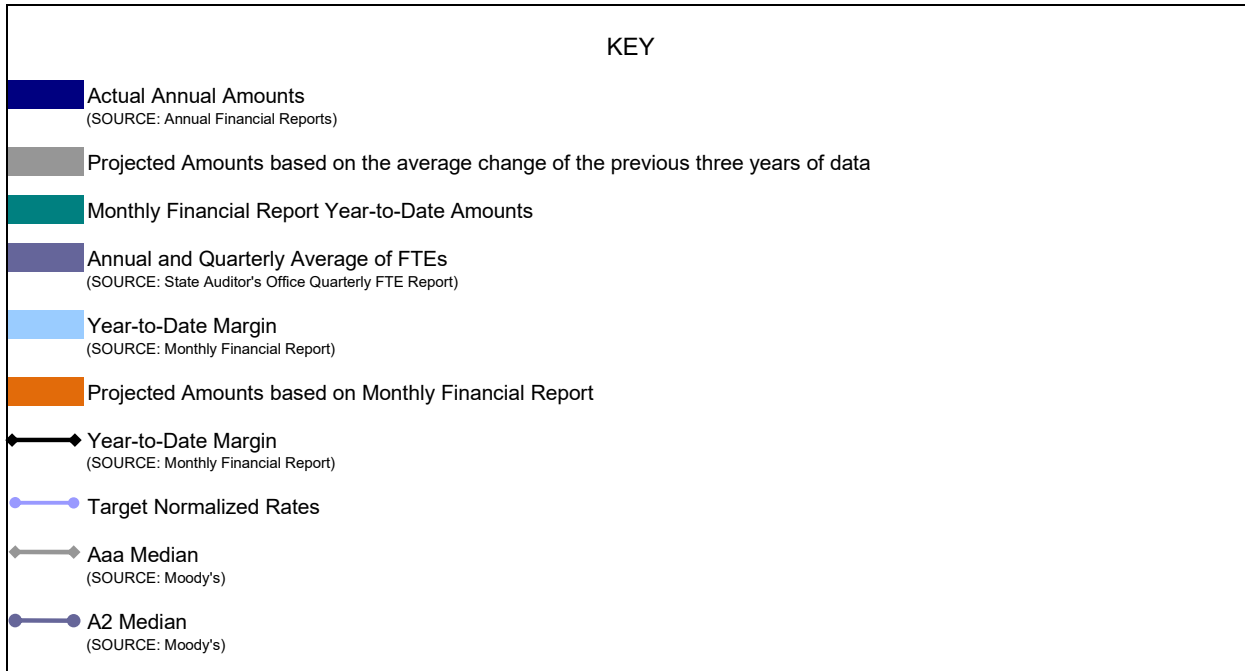 KEY
Actual Annual Amounts
(SOURCE: Annual Financial Reports)
Projected Amounts based on the average change of the previous three years of data
Monthly Financial Report Year-to-Date Amounts
Annual and Quarterly Average of FTEs
(SOURCE: State Auditor's Office Quarterly FTE Report)
Year-to-Date Margin
(SOURCE: Monthly Financial Report)
Projected Amounts based on Monthly Financial Report
Year-to-Date Margin
(SOURCE: Monthly Financial Report)
Target Normalized Rates
Aaa Median
(SOURCE: Moody's)
A2 Median
(SOURCE: Moody's)